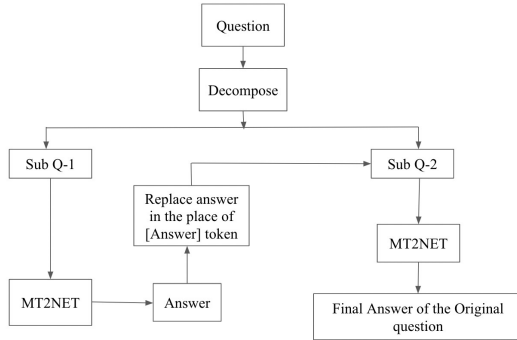 Question
Decompose
Sub Q-1
Sub Q-2
Replace answer
in the place of
[Answer] token
MT2NET
MT2NET
Answer
Final Answer of the Original
question